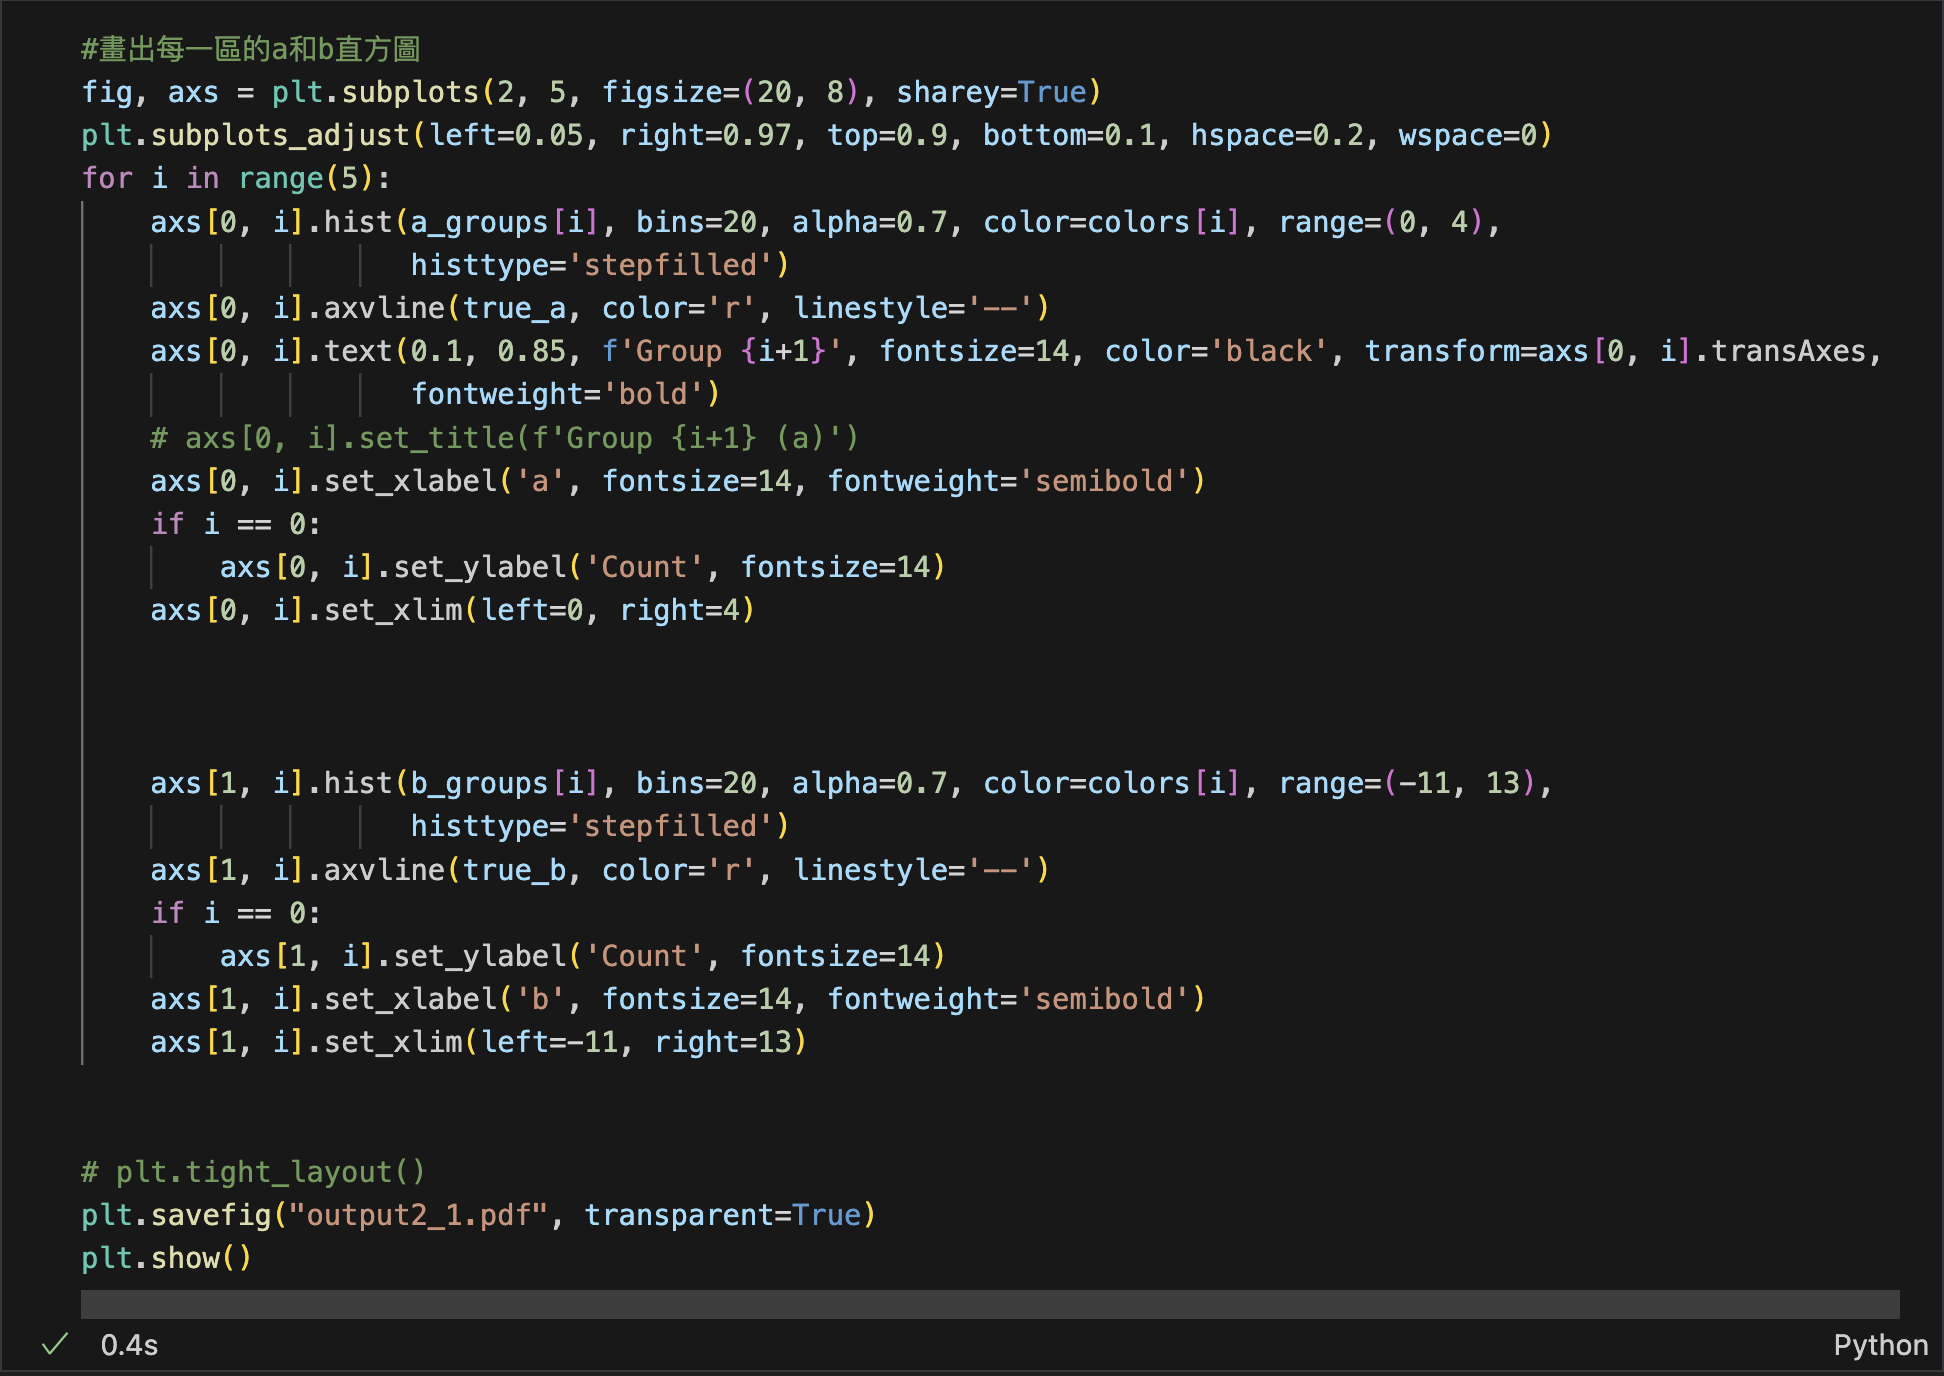 #畫出每一區的a和b直方圖
fig, axs = plt.subplots(2, 5, figsize=(20, 8), sharey=True)
plt.subplots_adjust(left=0.05, right=0.97, top=0.9, bottom=0.1, hspace=0.2, wspace=0)
for i in range(5):
    axs[0, i].hist(a_groups[i], bins=20, alpha=0.7, color=colors[i], range=(0, 4),
                   histtype='stepfilled')
    axs[0, i].axvline(true_a, color='r', linestyle='--')
    axs[0, i].text(0.1, 0.85, f'Group {i+1}', fontsize=14, color='black', transform=axs[0, i].transAxes,
                   fontweight='bold')
    # axs[0, i].set_title(f'Group {i+1} (a)')
    axs[0, i].set_xlabel('a', fontsize=14, fontweight='semibold')
    if i == 0:
        axs[0, i].set_ylabel('Count', fontsize=14)
    axs[0, i].set_xlim(left=0, right=4)
    axs[1, i].hist(b_groups[i], bins=20, alpha=0.7, color=colors[i], range=(-11, 13),
                   histtype='stepfilled')
    axs[1, i].axvline(true_b, color='r', linestyle='--')
    if i == 0:
        axs[1, i].set_ylabel('Count', fontsize=14)
    axs[1, i].set_xlabel('b', fontsize=14, fontweight='semibold')
    axs[1, i].set_xlim(left=-11, right=13)
# plt.tight_layout()
plt.savefig("output2_1.pdf", transparent=True)
plt.show()
0.4s
Python